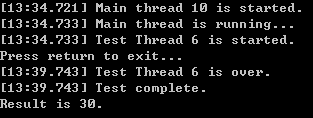 [13:34.721] Main thread 10 is started.
[13:34.733] Main thread is running...
[13:34.733] Test Thread 6 is started.
Press return to exit...
[13:39.743] Test Thread 6 is over.
[13:39.743] Test complete.
Result is 30.